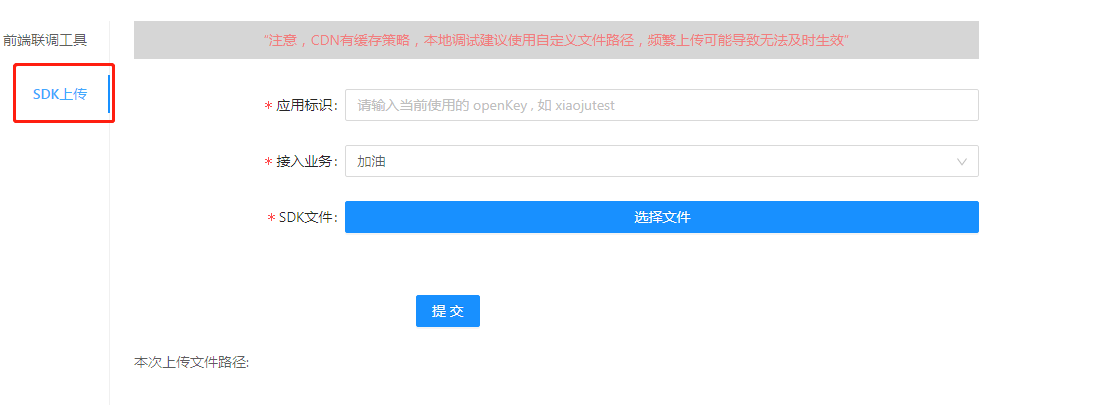 前端联调工具
SDK上传
"注意，CDN有缓存策略，本地调试建议使用自定义文件路径，频繁上传可能导致无法及时生效"
* 应用标识: 请输入当前使用的 openKey , 如 xiaojutest
* 接入业务: 加油
* SDK文件: 选择文件
提 交
本次上传文件路径: